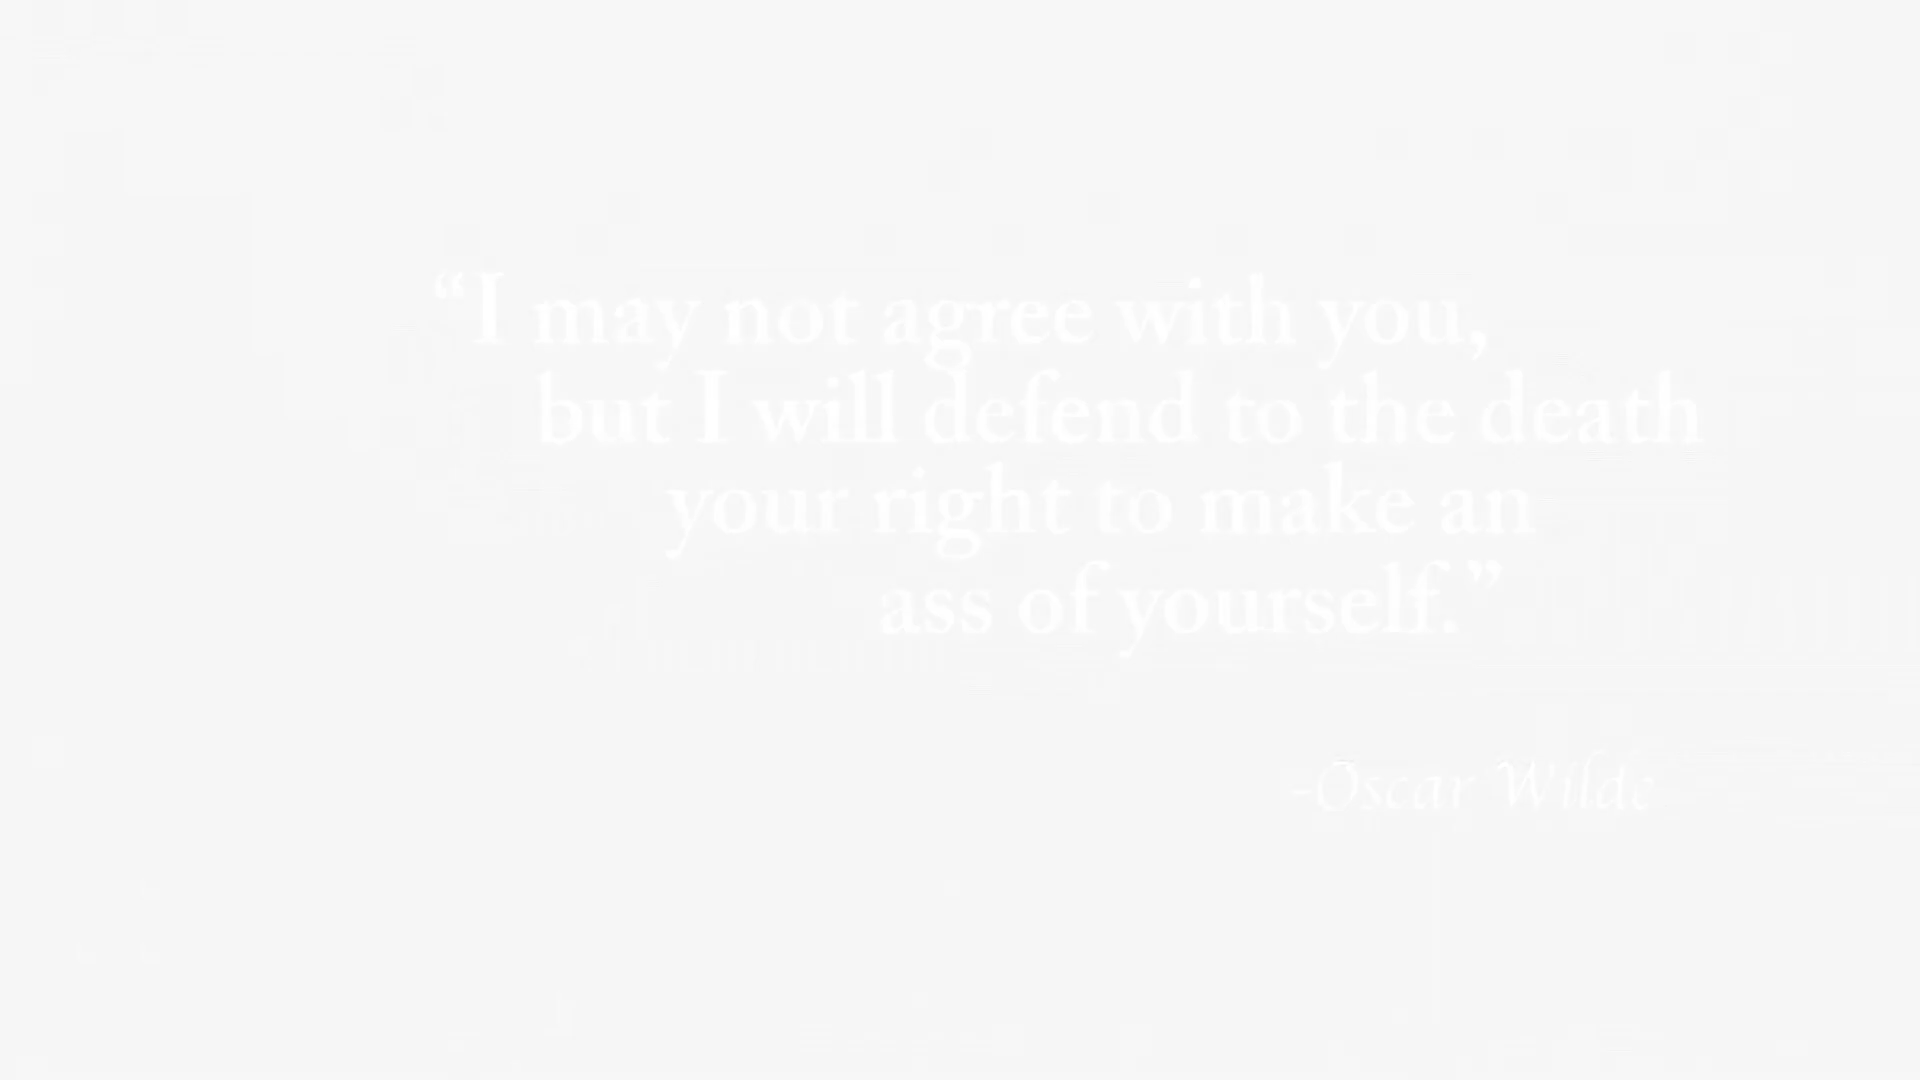 “I may not agree with you,
but I will defend to the death
your right to make an
ass of yourself.”
-Oscar Wilde